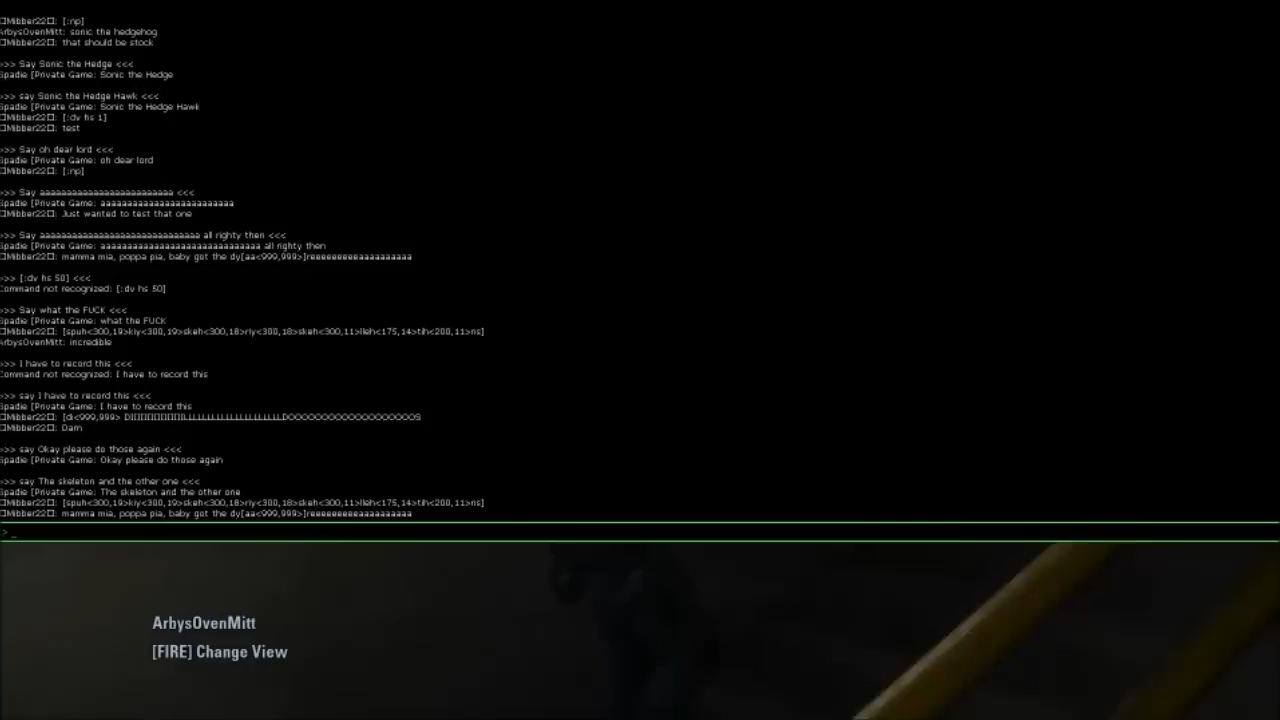 □Mibber22□: [:np]
ArbysOvenMitt: sonic the hedgehog
□Mibber22□: that should be stock
>>> Say Sonic the Hedge <<<
Spadie [Private Game: Sonic the Hedge
>>> say Sonic the Hedge Hawk <<<
Spadie [Private Game: Sonic the Hedge Hawk
□Mibber22□: [:dv hs 1]
□Mibber22□: test
>>> Say oh dear lord <<<
Spadie [Private Game: oh dear lord
□Mibber22□: [:np]
>>> Say aaaaaaaaaaaaaaaaaaaaaaaaa <<<
Spadie [Private Game: aaaaaaaaaaaaaaaaaaaaaaaaa
□Mibber22□: Just wanted to test that one
>>> Say aaaaaaaaaaaaaaaaaaaaaaaaaaaaaa all righty then <<<
Spadie [Private Game: aaaaaaaaaaaaaaaaaaaaaaaaaaaaaa all righty then
□Mibber22□: mamma mia, poppa pia, baby got the dy[aa<999,999>]reeeeeeeeeaaaaaaaaaa
>>> [:dv hs 50] <<<
Command not recognized: [:dv hs 50]
>>> Say what the FUCK <<<
Spadie [Private Game: what the FUCK
□Mibber22□: [spuh<300,19>kiy<300,19>skeh<300,18>riy<300,18>skeh<300,11>lleh<175,14>tih<200,11>ns]
ArbysOvenMitt: incredible
>>> I have to record this <<<
Command not recognized: I have to record this
>>> say I have to record this <<<
Spadie [Private Game: I have to record this
□Mibber22□: [di<999,999> DIIIIIIIIIIIILLLLLLLLLLLLLLLLLLLLLLDOOOOOOOOOOOOOOOOOOOS
□Mibber22□: Darn
>>> say Okay please do those again <<<
Spadie [Private Game: Okay please do those again
>>> say The skeleton and the other one <<<
Spadie [Private Game: The skeleton and the other one
□Mibber22□: [spuh<300,19>kiy<300,19>skeh<300,18>riy<300,18>skeh<300,11>lleh<175,14>tih<200,11>ns]
□Mibber22□: mamma mia, poppa pia, baby got the dy[aa<999,999>]reeeeeeeeeaaaaaaaaaa
> _
ArbysOvenMitt
[FIRE] Change View